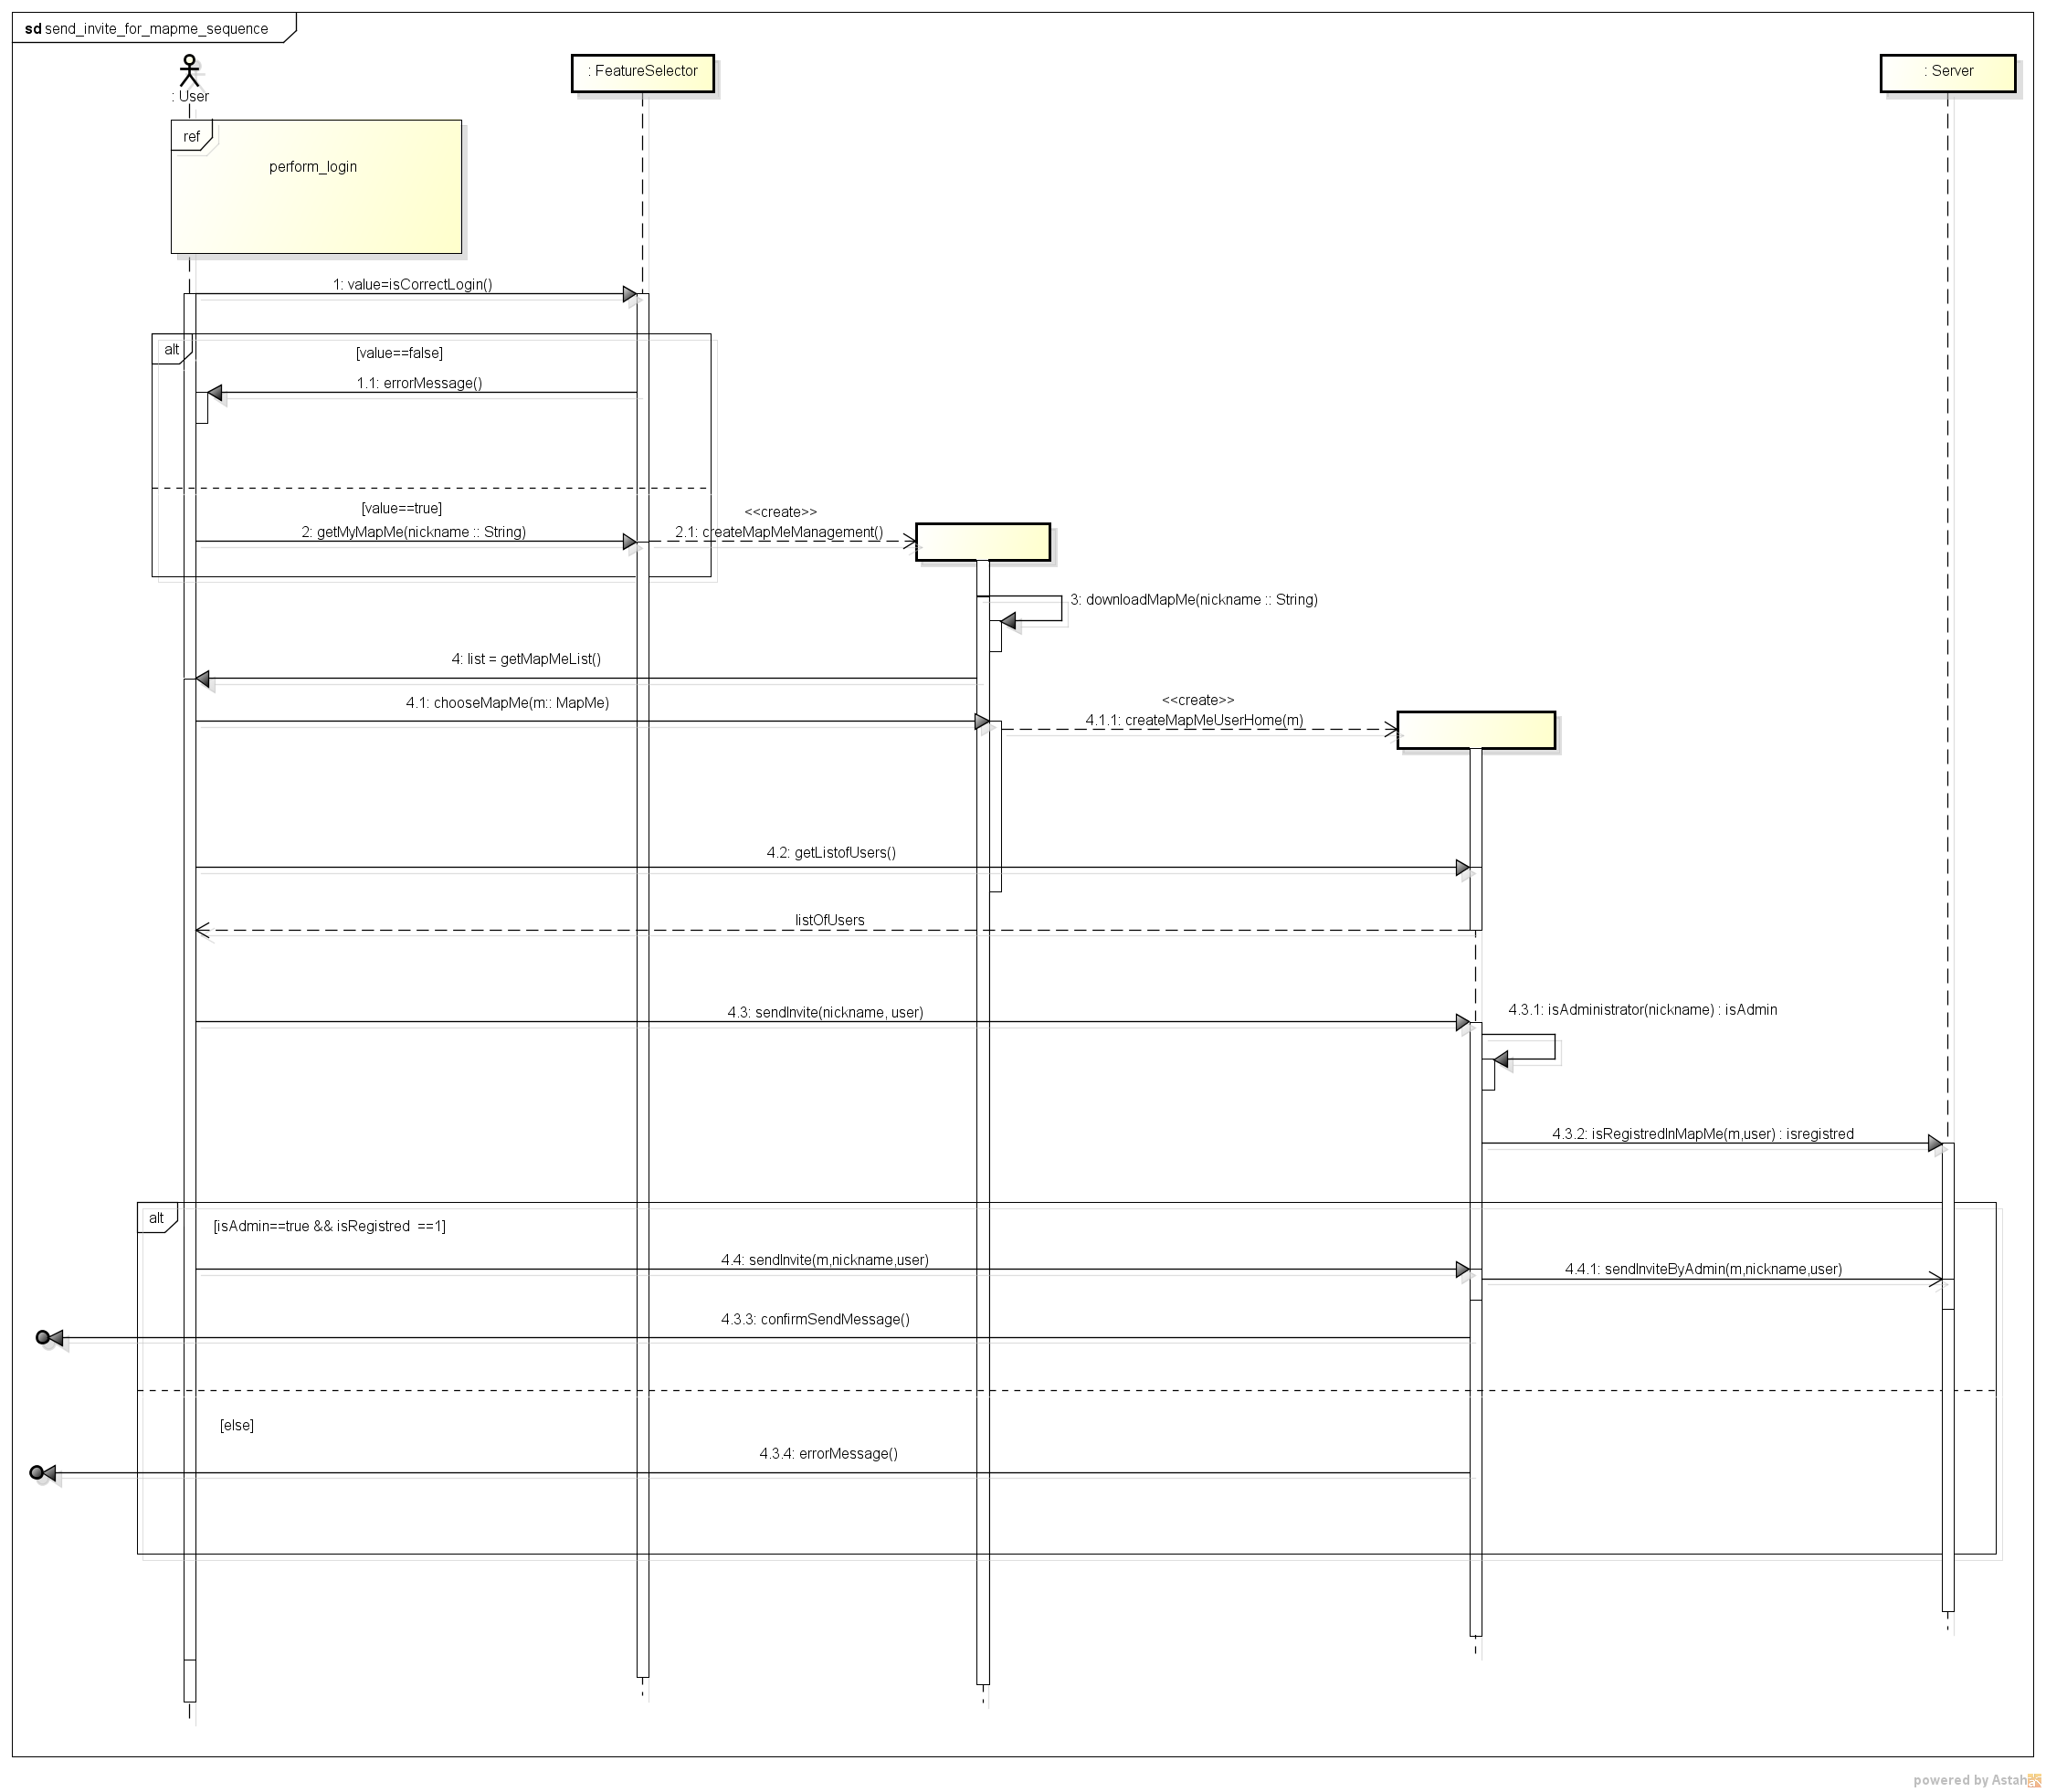 sd send_invite_for_mapme_sequence
: User
: FeatureSelector
: Server
ref
perform_login
1: value=isCorrectLogin()
alt
[value==false]
1.1: errorMessage()
[value==true]
2: getMyMapMe(nickname :: String)
<<create>>
2.1: createMapMeManagement()
3: downloadMapMe(nickname :: String)
4: list = getMapMeList()
4.1: chooseMapMe(m:: MapMe)
<<create>>
4.1.1: createMapMeUserHome(m)
4.2: getListofUsers()
listOfUsers
4.3: sendInvite(nickname, user)
4.3.1: isAdministrator(nickname) : isAdmin
4.3.2: isRegistredInMapMe(m,user) : isregistred
alt
[isAdmin==true && isRegistred ==1]
4.4: sendInvite(m,nickname,user)
4.4.1: sendInviteByAdmin(m,nickname,user)
4.3.3: confirmSendMessage()
[else]
4.3.4: errorMessage()
powered by Astah